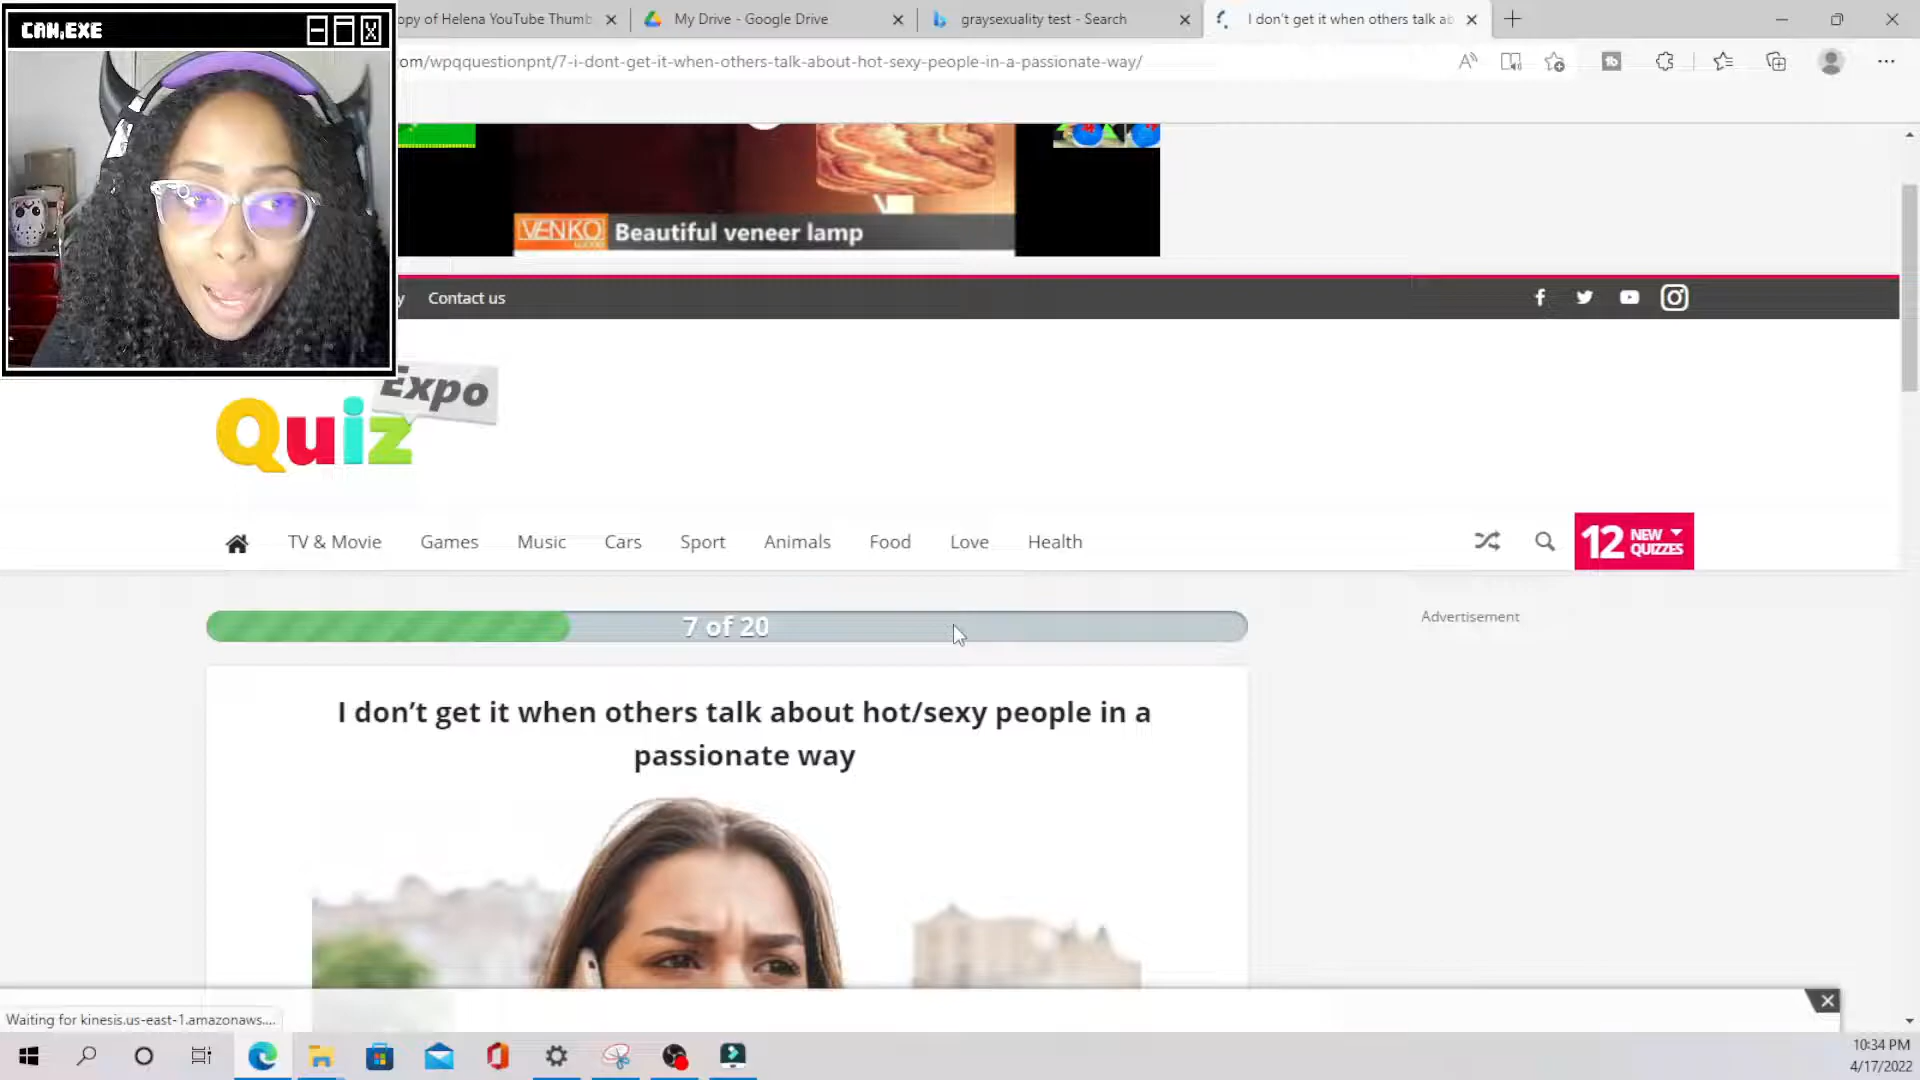 CAM.EXE
opy of Helena YouTube Thumb
My Drive - Google Drive
graysexuality test - Search
I don't get it when others talk ab
om/wpqquestionpnt/7-i-dont-get-it-when-others-talk-about-hot-sexy-people-in-a-passionate-way/
VENKO
Beautiful veneer lamp
y
Contact us
Quiz
Expo
TV & Movie
Games
Music
Cars
Sport
Animals
Food
Love
Health
12
NEW
QUIZZES
7 of 20
Advertisement
I don't get it when others talk about hot/sexy people in a
passionate way
Waiting for kinesis.us-east-1.amazonaws....
10:34 PM
4/17/2022